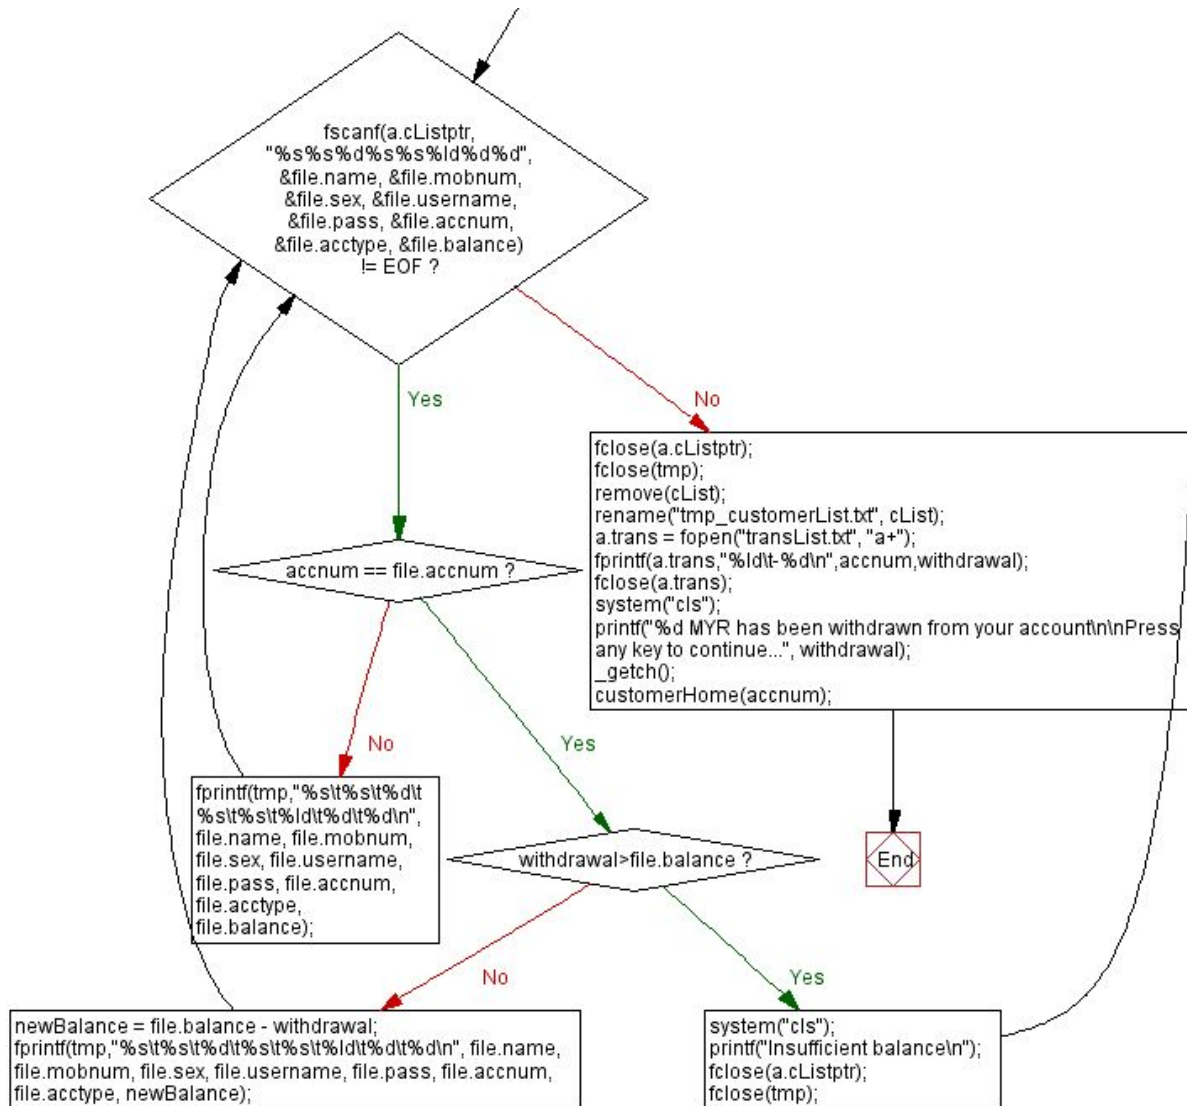 fscanf(a.cListptr,
"%s%s%d%s%s%ld%d%d",
&file.name, &file.mobnum,
&file.sex, &file.username,
&file.pass, &file.accnum,
&file.acctype, &file.balance)
!= EOF ?
Yes
No
fclose(a.cListptr);
fclose(tmp);
remove(cList);
rename("tmp_customerList.txt", cList);
a.trans = fopen("transList.txt", "a+");
fprintf(a.trans,"%ld\t-%d\n",accnum,withdrawal);
fclose(a.trans);
system("cls");
printf("%d MYR has been withdrawn from your account\n\nPress
any key to continue...", withdrawal);
_getch();
customerHome(accnum);
accnum == file.accnum ?
No
Yes
fprintf(tmp,"%s\t%s\t%d\t
%s\t%s\t%ld\t%d\t%d\n",
file.name, file.mobnum,
file.sex, file.username,
file.pass, file.accnum,
file.acctype,
file.balance);
withdrawal>file.balance ?
End
No
Yes
newBalance = file.balance - withdrawal;
fprintf(tmp,"%s\t%s\t%d\t%s\t%s\t%ld\t%d\t%d\n", file.name,
file.mobnum, file.sex, file.username, file.pass, file.accnum,
file.acctype, newBalance);
system("cls");
printf("Insufficient balance\n");
fclose(a.cListptr);
fclose(tmp);